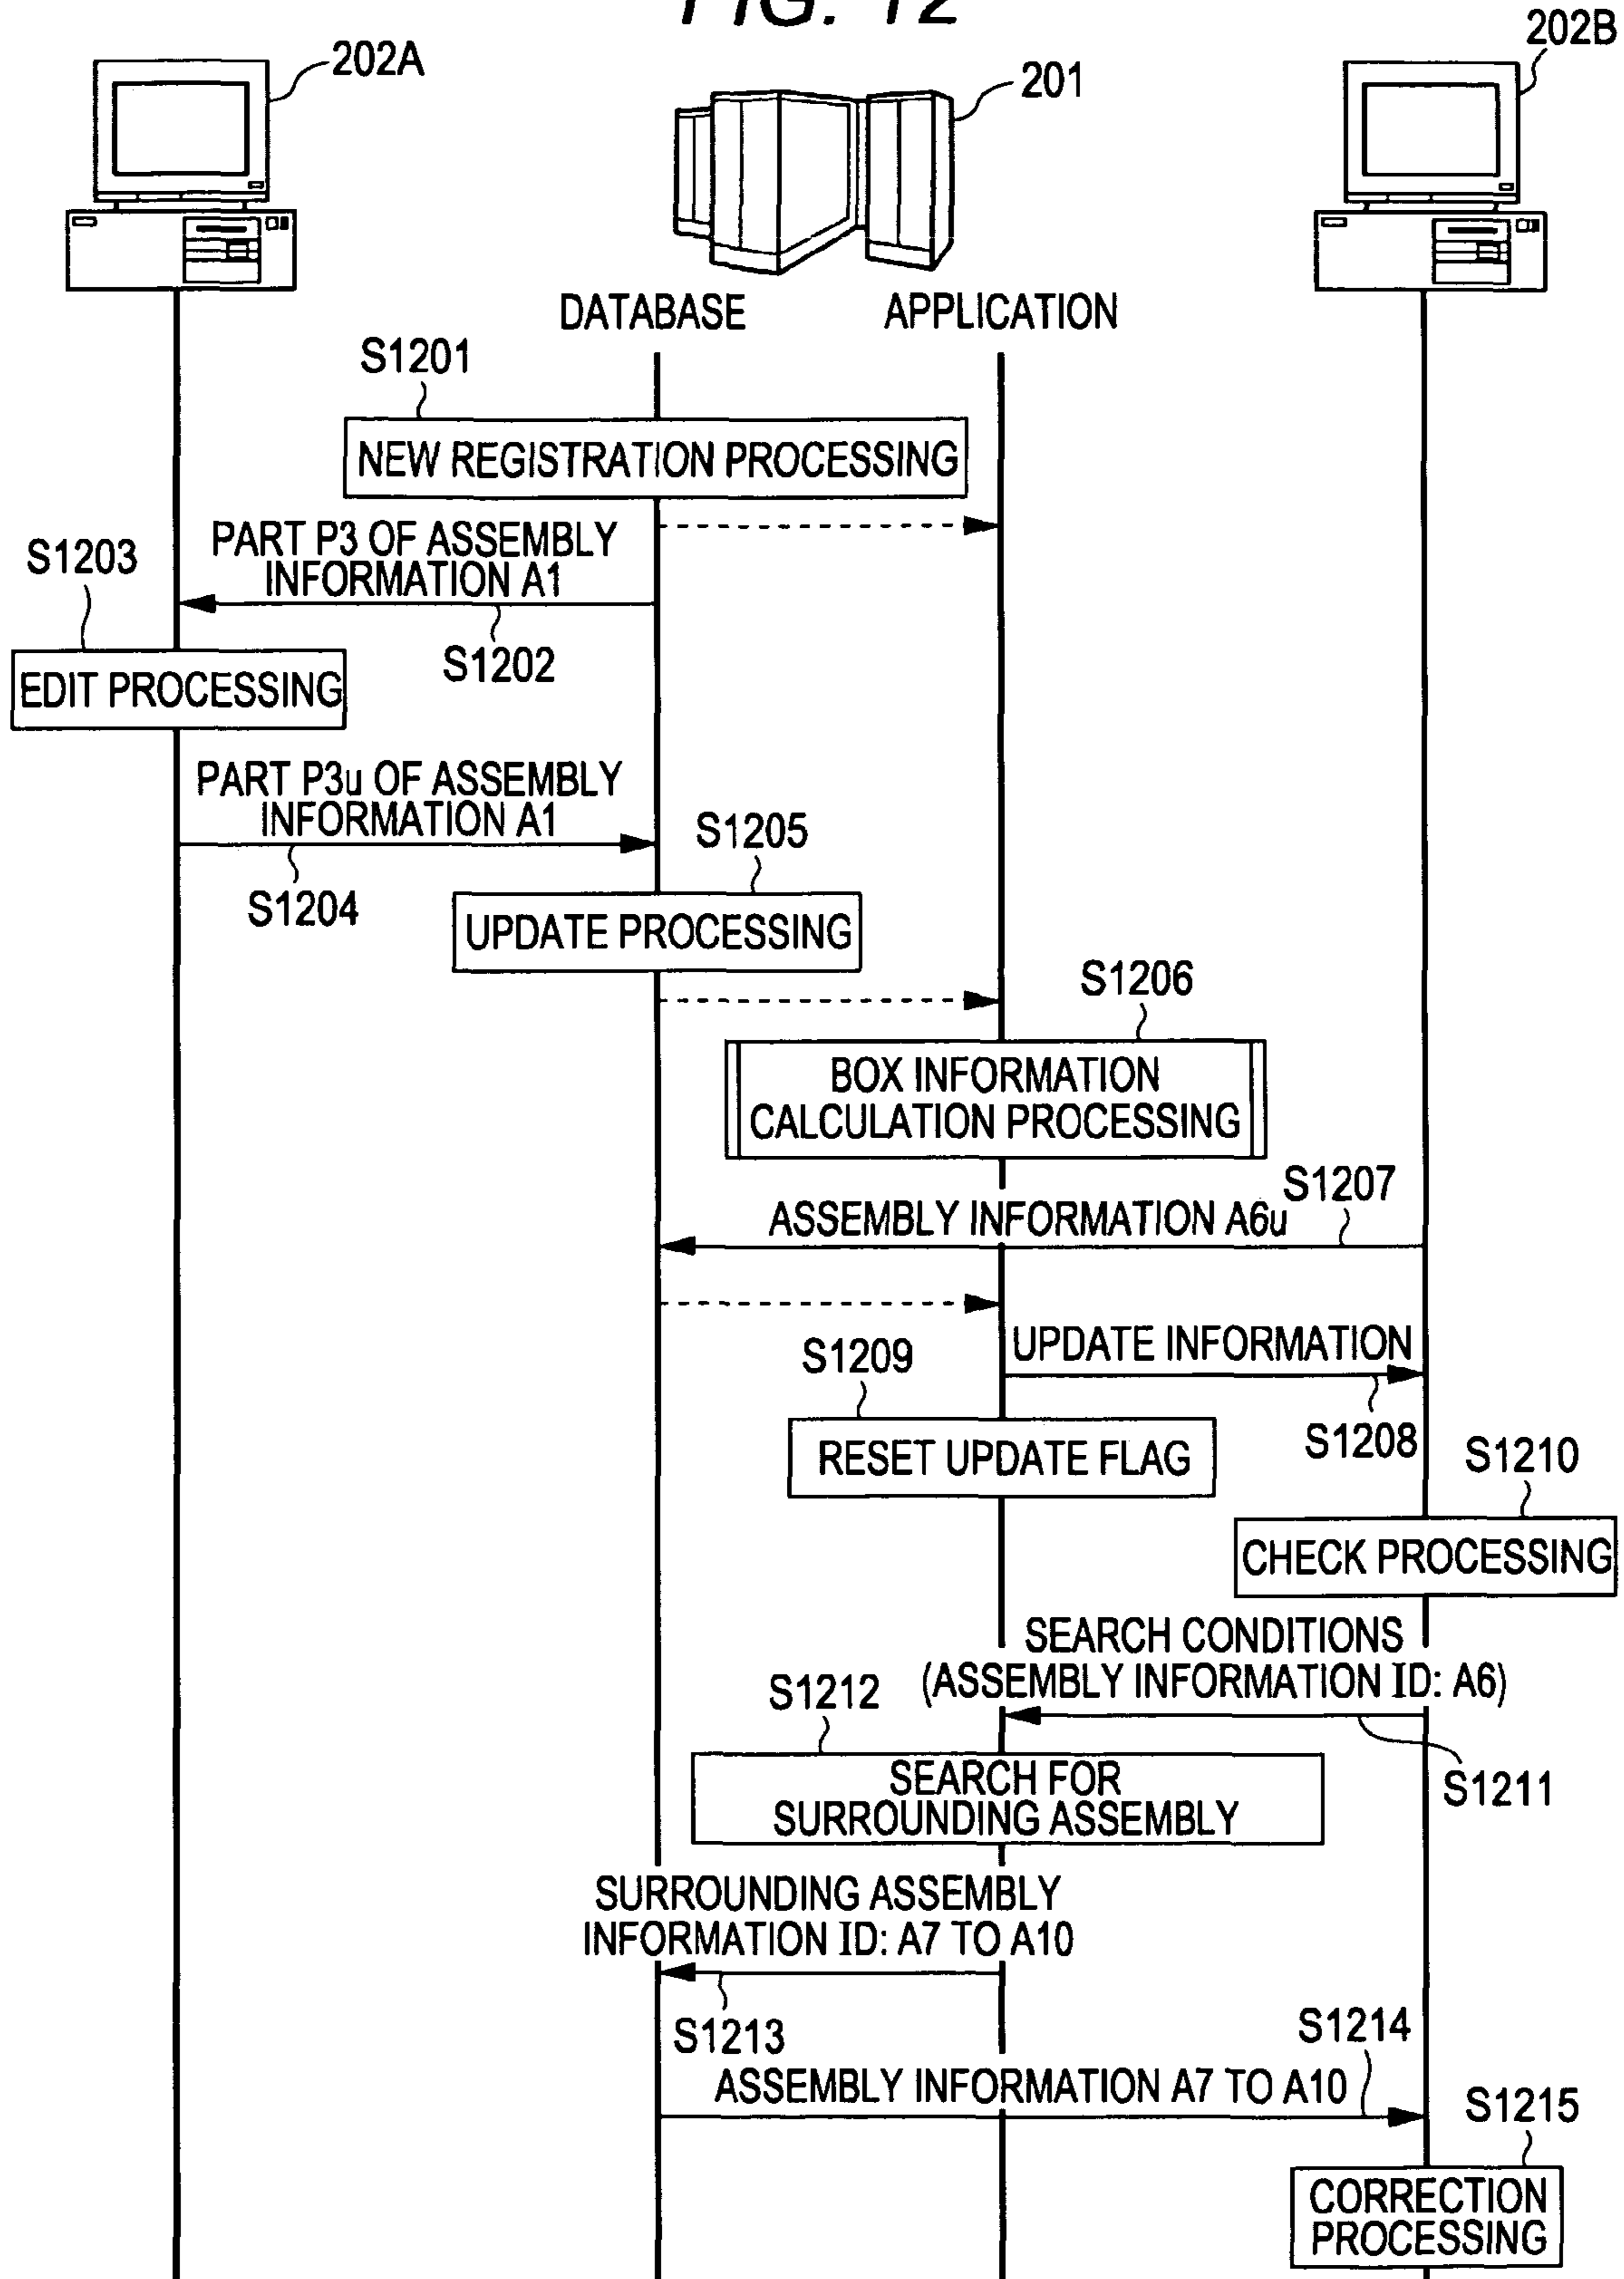 FIG. 12
202A
201
202B
DATABASE
APPLICATION
S1201
NEW REGISTRATION PROCESSING
PART P3 OF ASSEMBLY
INFORMATION A1
S1203
S1202
EDIT PROCESSING
PART P3u OF ASSEMBLY
INFORMATION A1
S1205
S1204
UPDATE PROCESSING
S1206
BOX INFORMATION
CALCULATION PROCESSING
S1207
ASSEMBLY INFORMATION A6u
UPDATE INFORMATION
S1209
S1208
RESET UPDATE FLAG
S1210
CHECK PROCESSING
SEARCH CONDITIONS
(ASSEMBLY INFORMATION ID: A6)
S1212
S1211
SEARCH FOR
SURROUNDING ASSEMBLY
SURROUNDING ASSEMBLY
INFORMATION ID: A7 TO A10
S1213
S1214
ASSEMBLY INFORMATION A7 TO A10
S1215
CORRECTION
PROCESSING